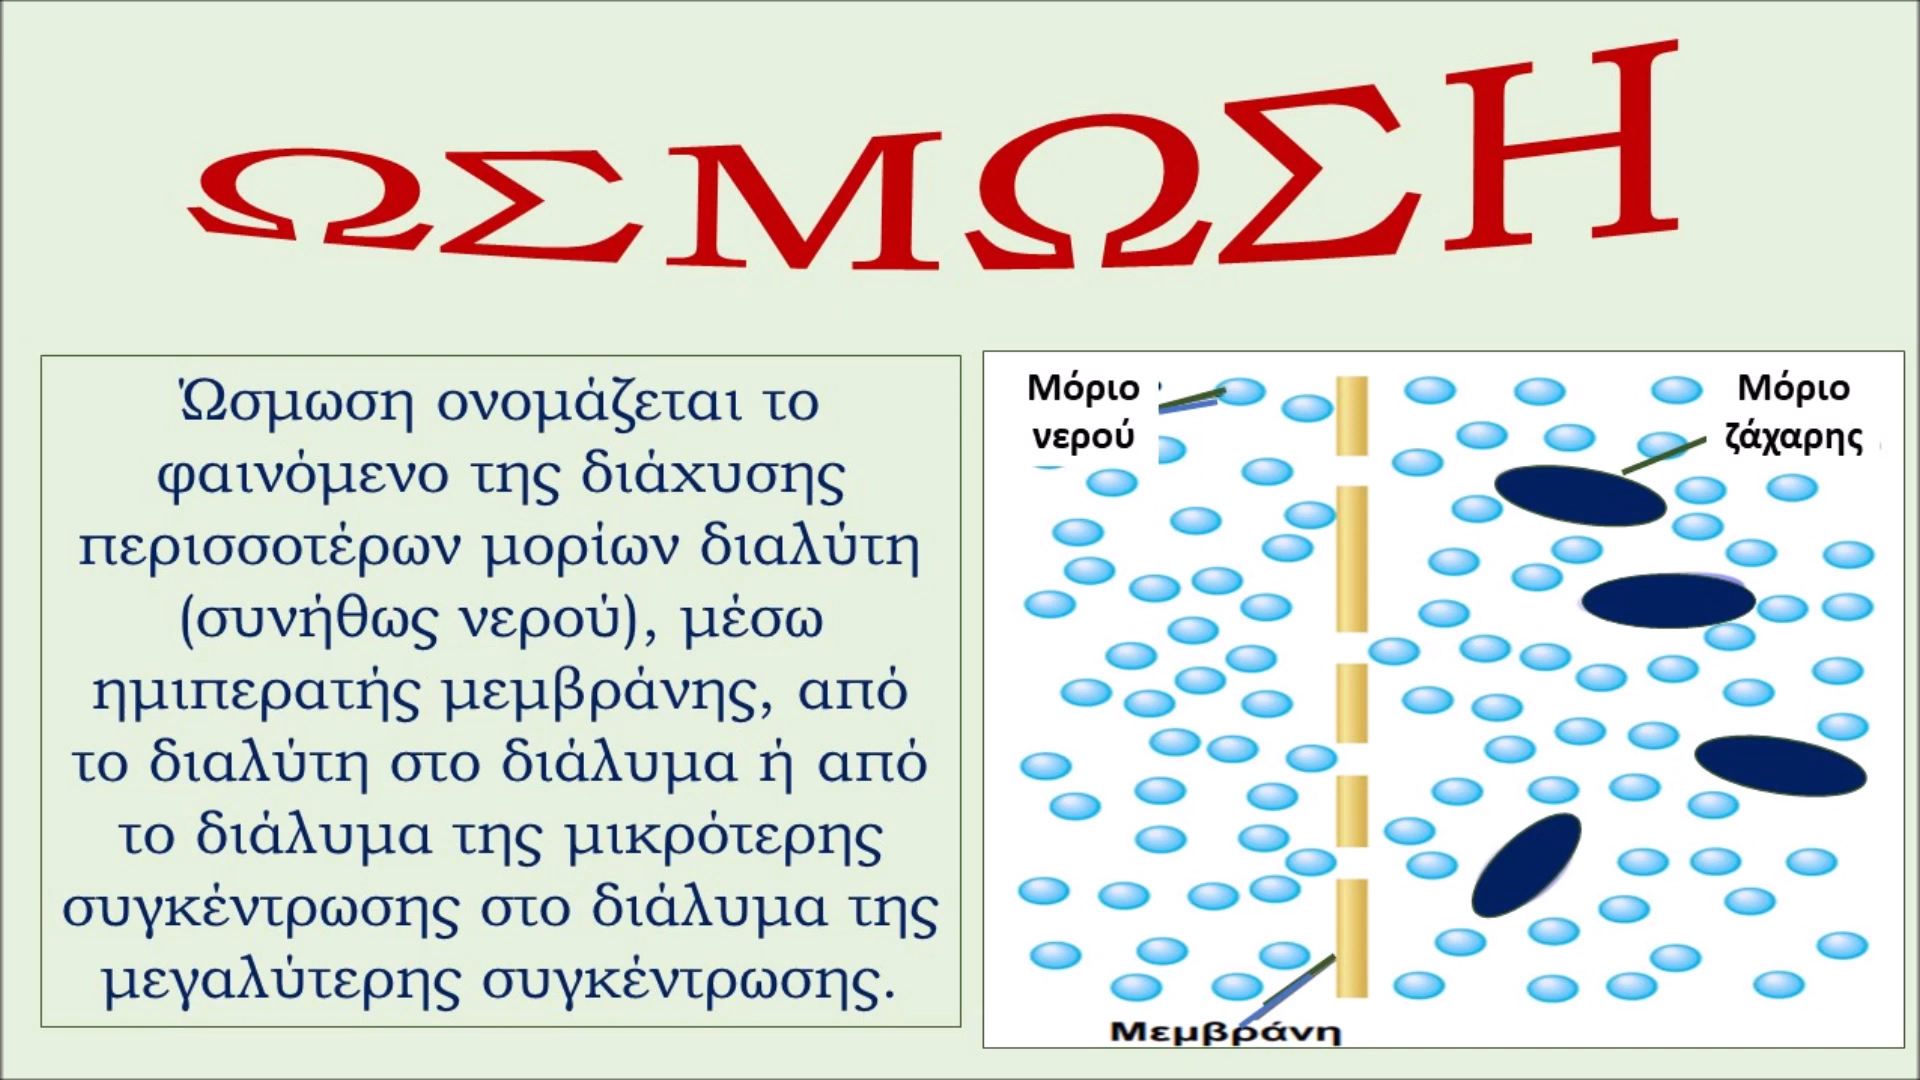 ΩΣΜΩΣΗ
Ώσμωση ονομάζεται το
φαινόμενο της διάχυσης
περισσοτέρων μορίων διαλύτη
(συνήθως νερού), μέσω
ημιπερατής μεμβράνης, από
το διαλύτη στο διάλυμα ή από
το διάλυμα της μικρότερης
συγκέντρωσης στο διάλυμα της
μεγαλύτερης συγκέντρωσης.
Μόριο
νερού
Μόριο
ζάχαρης
Μεμβράνη